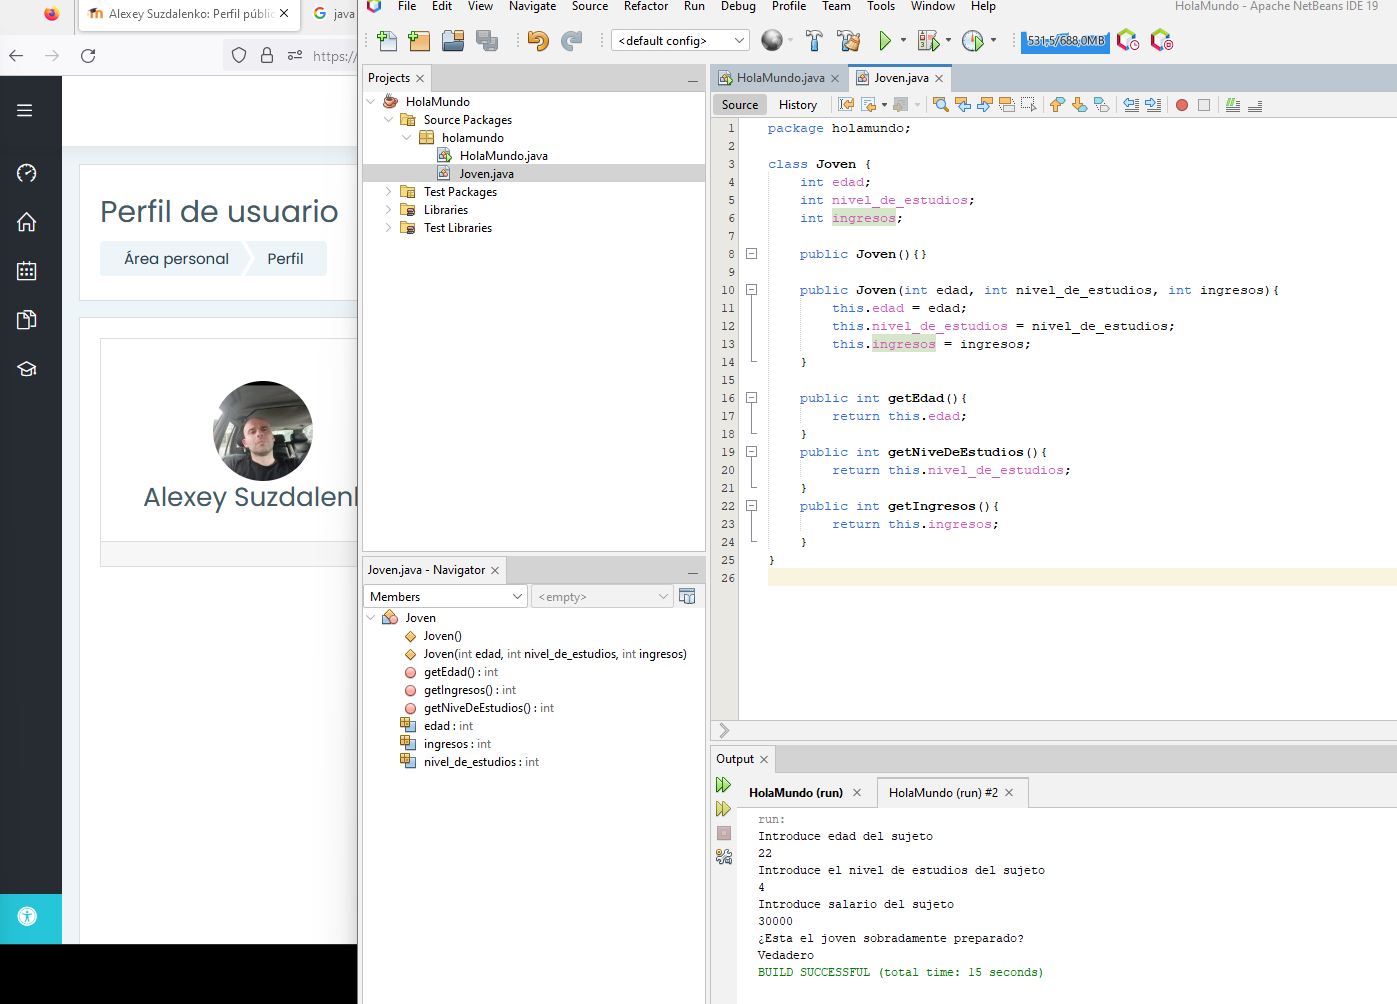 Alexey Suzdalenko: Perfil públic
java
https://
Perfil de usuario
Área personal
Perfil
Alexey Suzdalenk
File Edit View Navigate Source Refactor Run Debug Profile Team Tools Window Help
HolaMundo - Apache NetBeans IDE 19
<default config>
531,5/688,0MB
Projects
HolaMundo
Source Packages
holamundo
HolaMundo.java
Joven.java
Test Packages
Libraries
Test Libraries
Joven.java - Navigator
Members
<empty>
Joven
Joven()
Joven(int edad, int nivel_de_estudios, int ingresos)
getEdad() : int
getIngresos() : int
getNiveDeEstudios() : int
edad : int
ingresos : int
nivel_de_estudios : int
HolaMundo.java
Joven.java
Source History
1 package holamundo;
2
3 class Joven {
4 int edad;
5 int nivel_de_estudios;
6 int ingresos;
7
8 public Joven(){}
9
10 public Joven(int edad, int nivel_de_estudios, int ingresos){
11 this.edad = edad;
12 this.nivel_de_estudios = nivel_de_estudios;
13 this.ingresos = ingresos;
14 }
15
16 public int getEdad(){
17 return this.edad;
18 }
19 public int getNiveDeEstudios(){
20 return this.nivel_de_estudios;
21 }
22 public int getIngresos(){
23 return this.ingresos;
24 }
25 }
26
Output
HolaMundo (run)
HolaMundo (run) #2
run:
Introduce edad del sujeto
22
Introduce el nivel de estudios del sujeto
4
Introduce salario del sujeto
30000
¿Esta el joven sobradamente preparado?
Vedadero
BUILD SUCCESSFUL (total time: 15 seconds)